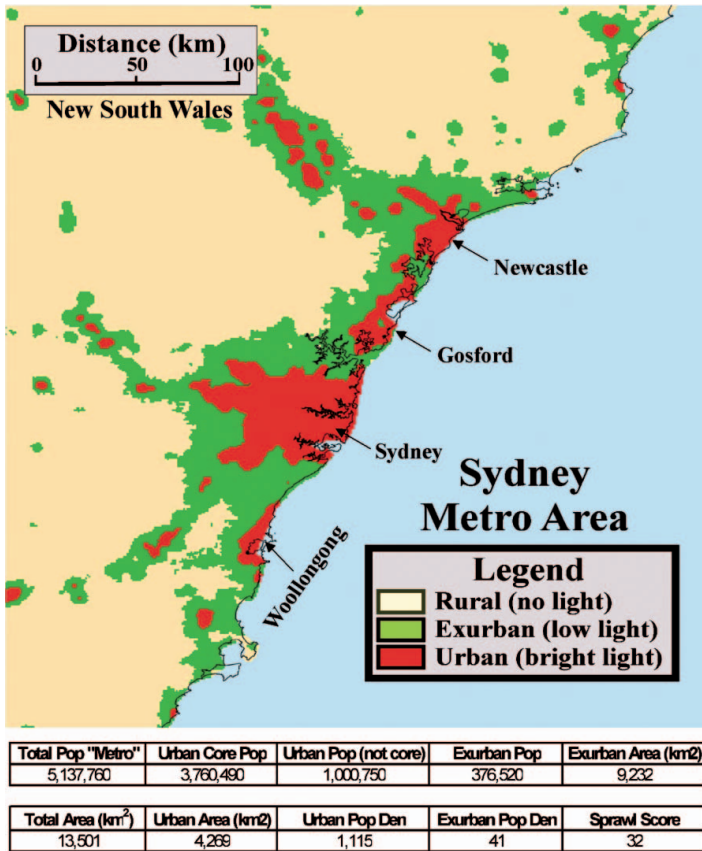 Distance (km)
0 50 100
New South Wales
Newcastle
Gosford
Sydney
Woollongong
Sydney
Metro Area
Legend
Rural (no light)
Exurban (low light)
Urban (bright light)
Total Pop "Metro" Urban Core Pop Urban Pop (not core) Exurban Pop Exurban Area (km2)
5,137,760 3,760,490 1,000,750 376,520 9,232
Total Area (km²) Urban Area (km2) Urban Pop Den Exurban Pop Den Sprawl Score
13,501 4,269 1,115 41 32